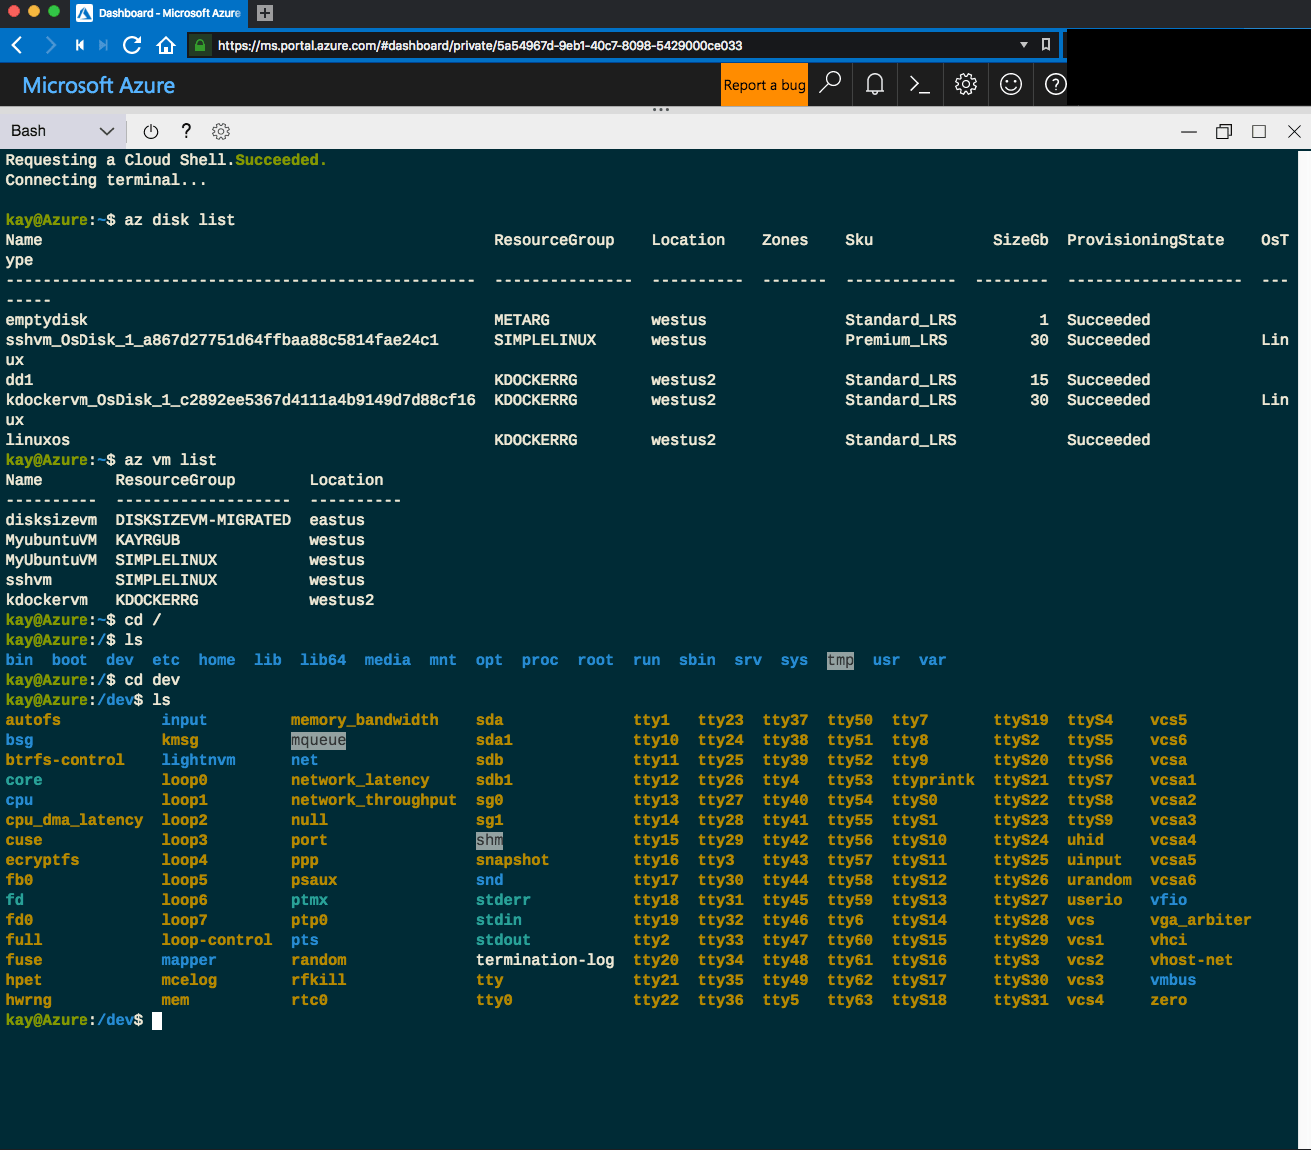 Dashboard - Microsoft Azure
https://ms.portal.azure.com/#dashboard/private/5a54967d-9eb1-40c7-8098-5429000ce033
Microsoft Azure Report a bug
Bash
Requesting a Cloud Shell.Succeeded.
Connecting terminal...
kay@Azure:~$ az disk list
Name ResourceGroup Location Zones Sku SizeGb ProvisioningState OsT
ype
--------------------------------------------------- --------------- ---------- ------- ------------ -------- ------------------- ---
-----
emptydisk METARG westus Standard_LRS 1 Succeeded
sshvm_OsDisk_1_a867d27751d64ffbaa88c5814fae24c1 SIMPLELINUX westus Premium_LRS 30 Succeeded Lin
ux
dd1 KDOCKERRG westus2 Standard_LRS 15 Succeeded
kdockervm_OsDisk_1_c2892ee5367d4111a4b9149d7d88cf16 KDOCKERRG westus2 Standard_LRS 30 Succeeded Lin
ux
linuxos KDOCKERRG westus2 Standard_LRS Succeeded
kay@Azure:~$ az vm list
Name ResourceGroup Location
---------- ------------------- ----------
disksizevm DISKSIZEVM-MIGRATED eastus
MyubuntuVM KAYRGUB westus
MyUbuntuVM SIMPLELINUX westus
sshvm SIMPLELINUX westus
kdockervm KDOCKERRG westus2
kay@Azure:~$ cd /
kay@Azure:/$ ls
bin boot dev etc home lib lib64 media mnt opt proc root run sbin srv sys tmp usr var
kay@Azure:/$ cd dev
kay@Azure:/dev$ ls
autofs input memory_bandwidth sda tty1 tty23 tty37 tty50 tty7 ttyS19 ttyS4 vcs5
bsg kmsg mqueue sda1 tty10 tty24 tty38 tty51 tty8 ttyS2 ttyS5 vcs6
btrfs-control lightnvm net sdb tty11 tty25 tty39 tty52 tty9 ttyS20 ttyS6 vcsa
core loop0 network_latency sdb1 tty12 tty26 tty4 tty53 ttyprintk ttyS21 ttyS7 vcsa1
cpu loop1 network_throughput sg0 tty13 tty27 tty40 tty54 ttyS0 ttyS22 ttyS8 vcsa2
cpu_dma_latency loop2 null sg1 tty14 tty28 tty41 tty55 ttyS1 ttyS23 ttyS9 vcsa3
cuse loop3 port shm tty15 tty29 tty42 tty56 ttyS10 ttyS24 uhid vcsa4
ecryptfs loop4 ppp snapshot tty16 tty3 tty43 tty57 ttyS11 ttyS25 uinput vcsa5
fb0 loop5 psaux snd tty17 tty30 tty44 tty58 ttyS12 ttyS26 urandom vcsa6
fd loop6 ptmx stderr tty18 tty31 tty45 tty59 ttyS13 ttyS27 userio vfio
fd0 loop7 ptp0 stdin tty19 tty32 tty46 tty6 ttyS14 ttyS28 vcs vga_arbiter
full loop-control pts stdout tty2 tty33 tty47 tty60 ttyS15 ttyS29 vcs1 vhci
fuse mapper random termination-log tty20 tty34 tty48 tty61 ttyS16 ttyS3 vcs2 vhost-net
hpet mcelog rfkill tty tty21 tty35 tty49 tty62 ttyS17 ttyS30 vcs3 vmbus
hwrng mem rtc0 tty0 tty22 tty36 tty5 tty63 ttyS18 ttyS31 vcs4 zero
kay@Azure:/dev$